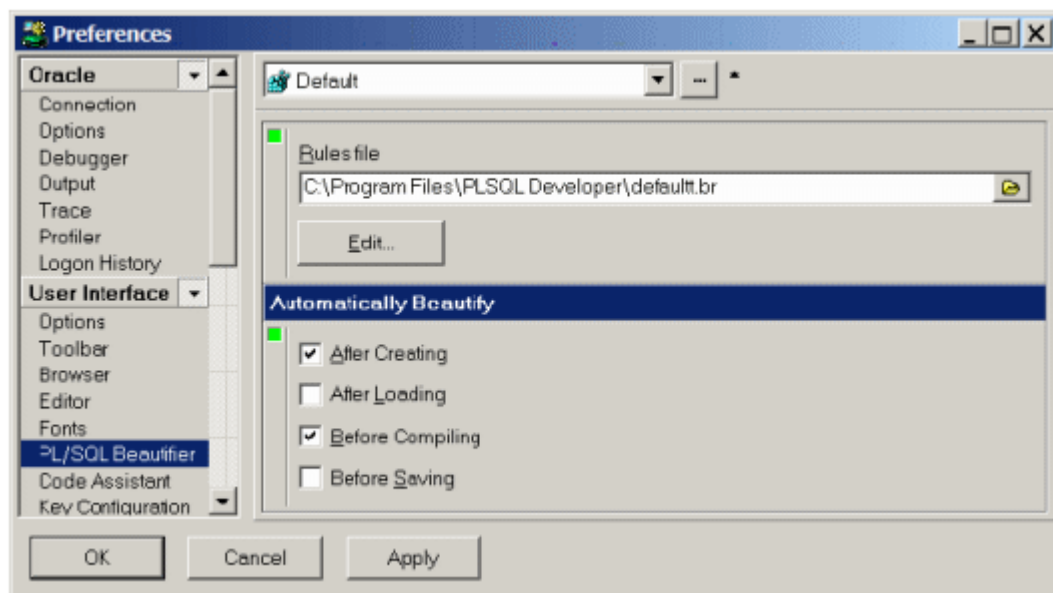 Preferences
Oracle
Connection
Options
Debugger
Output
Trace
Profiler
Logon History
User Interface
Options
Toolbar
Browser
Editor
Fonts
PL/SQL Beautifier
Code Assistant
Key Configuration
Default
...
Rules file
C:\Program Files\PLSQL Developer\defaultt.br
Edit...
Automatically Beautify
After Creating
After Loading
Before Compiling
Before Saving
OK
Cancel
Apply